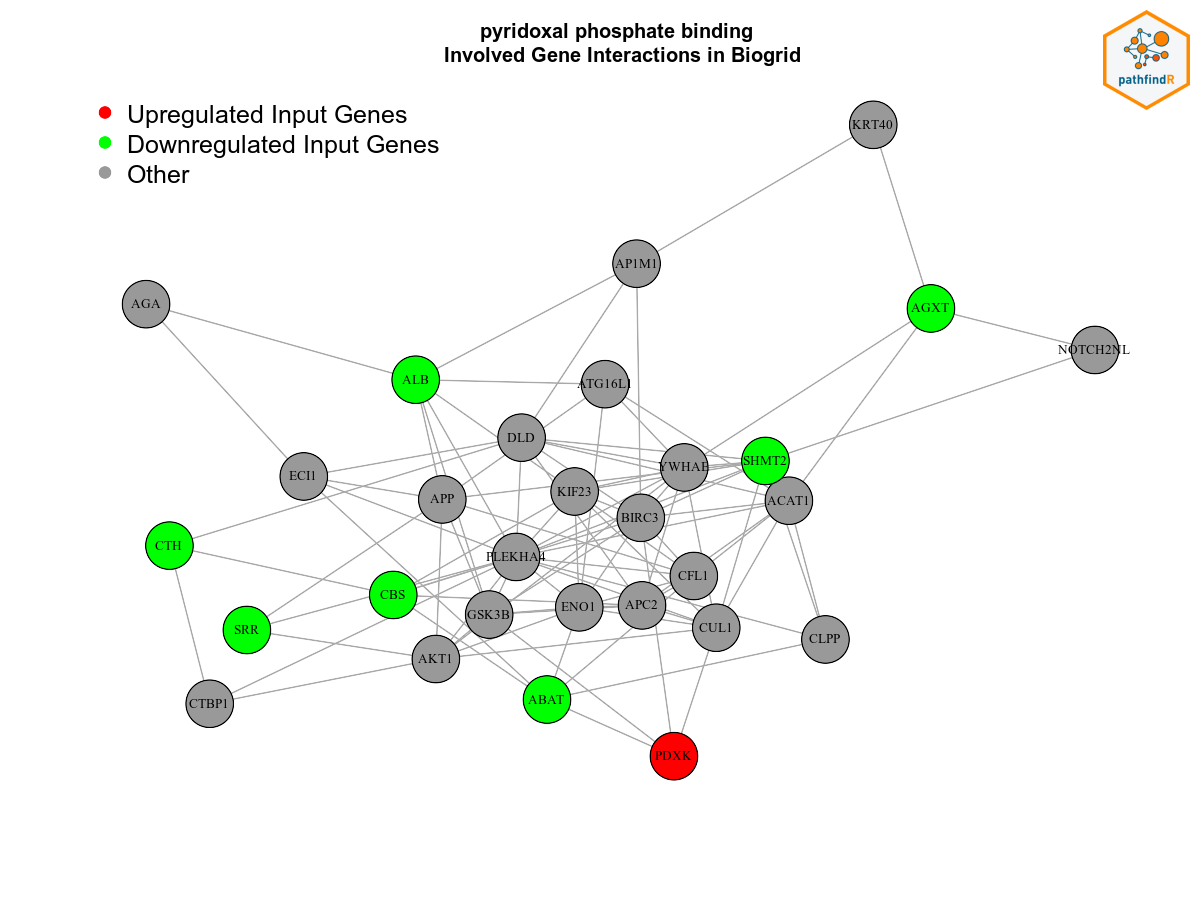 pyridoxal phosphate binding
Involved Gene Interactions in Biogrid
pathfindR
Upregulated Input Genes
Downregulated Input Genes
Other
KRT40
AP1M1
AGA
AGXT
NOTCH2NL
ALB
ATG16L1
DLD
SHMT2
YWHAE
ECI1
KIF23
APP
ACAT1
BIRC3
CTH
PLEKHA4
CFL1
CBS
APC2
ENO1
GSK3B
CUL1
SRR
CLPP
AKT1
ABAT
CTBP1
PDXK